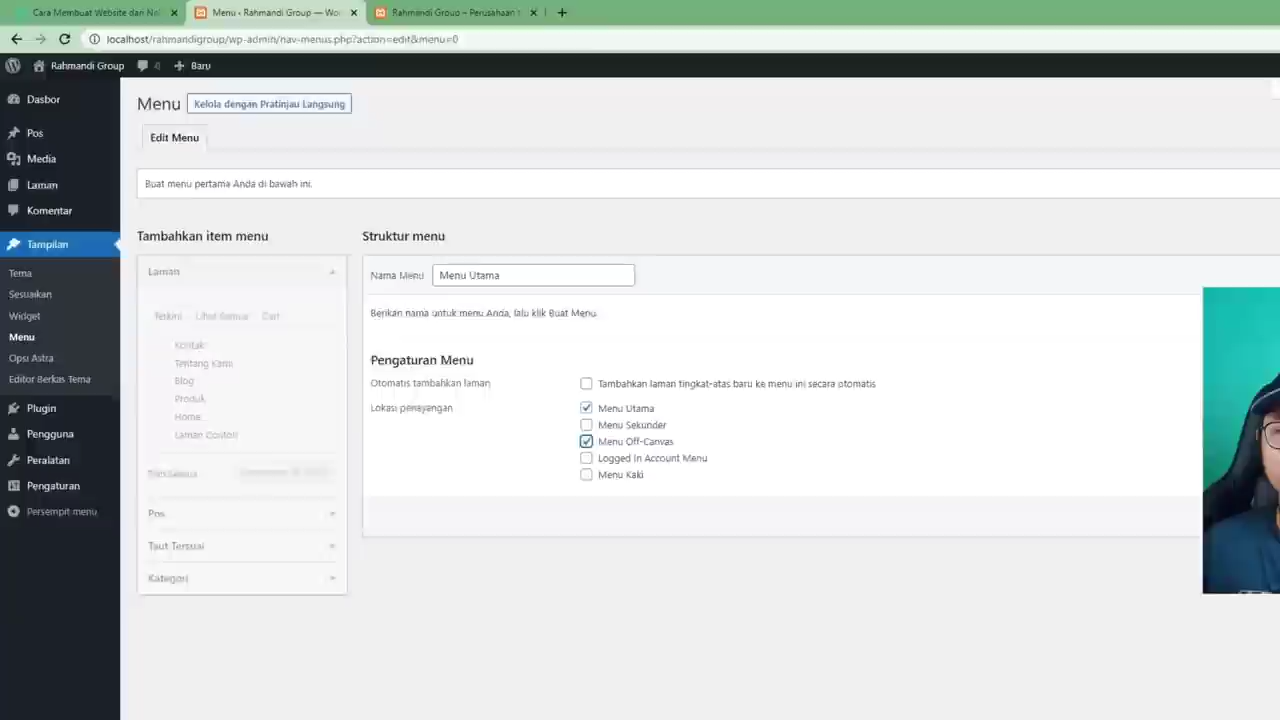 Cara Membuat Website dari No
Menu ‹ Rahmandi Group — Wor
Rahmandi Group – Perusahaan
localhost/rahmandigroup/wp-admin/nav-menus.php?action=edit&menu=0
Rahmandi Group
4
Baru
Dasbor
Pos
Media
Laman
Komentar
Tampilan
Tema
Sesuaikan
Widget
Menu
Opsi Astra
Editor Berkas Tema
Plugin
Pengguna
Peralatan
Pengaturan
Persempit menu
Menu
Kelola dengan Pratinjau Langsung
Edit Menu
Buat menu pertama Anda di bawah ini.
Tambahkan item menu
Laman
Terkini Lihat Semua Cari
Kontak
Tentang Kami
Blog
Produk
Home
Laman Contoh
Pos
Taut Tersuai
Kategori
Struktur menu
Nama Menu
Menu Utama
Berikan nama untuk menu Anda, lalu klik Buat Menu.
Pengaturan Menu
Otomatis tambahkan laman
Tambahkan laman tingkat-atas baru ke menu ini secara otomatis
Lokasi penayangan
Menu Utama
Menu Sekunder
Menu Off-Canvas
Logged In Account Menu
Menu Kaki